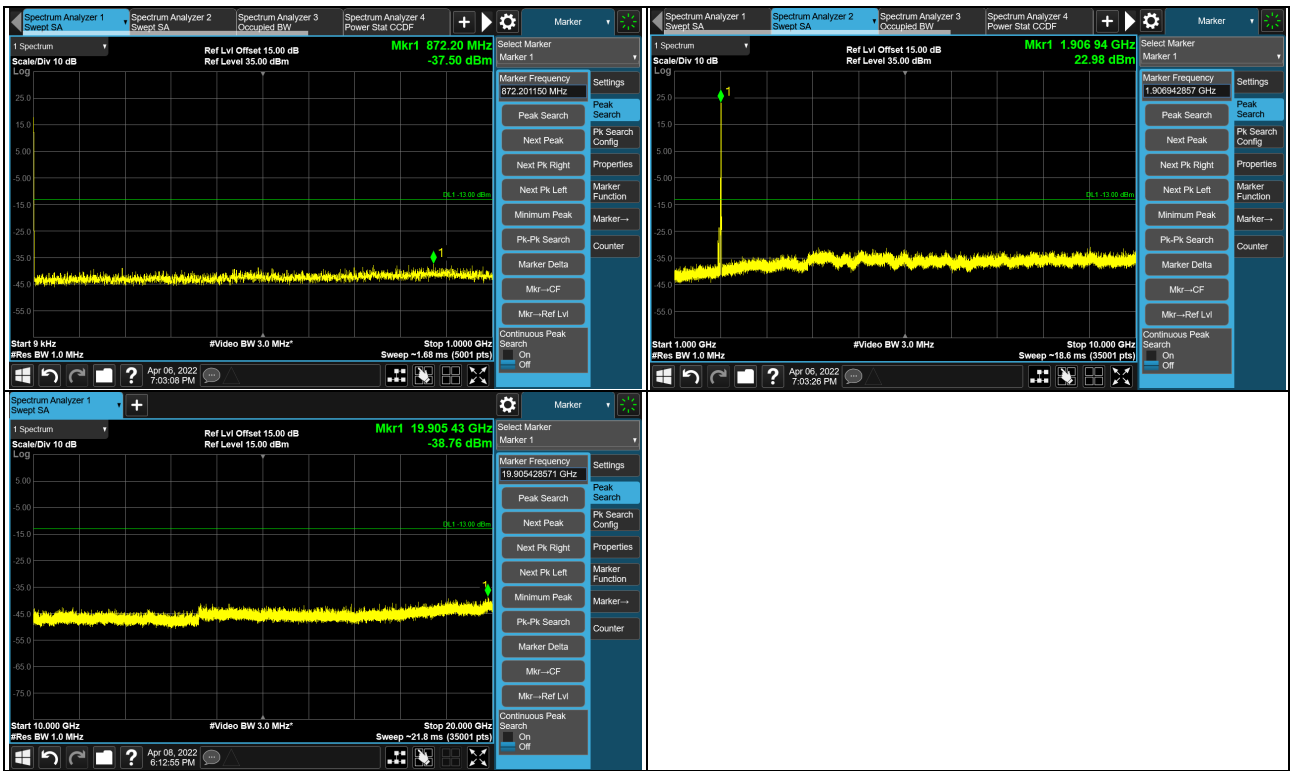 Spectrum Analyzer 1
Swept SA
Spectrum Analyzer 2
Swept SA
Spectrum Analyzer 3
Occupied BW
Spectrum Analyzer 4
Power Stat CCDF
+
Marker
1 Spectrum
Scale/Div 10 dB
Log
Ref Lvl Offset 15.00 dB
Ref Level 35.00 dBm
Mkr1 872.20 MHz
-37.50 dBm
25.0
15.0
5.00
-5.00
DL1 -13.00 dBm
-15.0
-25.0
-35.0
1
-45.0
-55.0
Start 9 kHz
#Res BW 1.0 MHz
#Video BW 3.0 MHz*
Stop 1.0000 GHz
Sweep ~1.68 ms (5001 pts)
Select Marker
Marker 1
Marker Frequency
872.201150 MHz
Peak Search
Next Peak
Next Pk Right
Next Pk Left
Minimum Peak
Pk-Pk Search
Marker Delta
Mkr→CF
Mkr→Ref Lvl
Continuous Peak
Search
On
Off
Settings
Peak
Search
Pk Search
Config
Properties
Marker
Function
Marker→
Counter
?
Apr 06, 2022
7:03:08 PM
Spectrum Analyzer 1
Swept SA
Spectrum Analyzer 2
Swept SA
Spectrum Analyzer 3
Occupied BW
Spectrum Analyzer 4
Power Stat CCDF
+
Marker
1 Spectrum
Scale/Div 10 dB
Log
Ref Lvl Offset 15.00 dB
Ref Level 35.00 dBm
Mkr1 1.906 94 GHz
22.98 dBm
1
25.0
15.0
5.00
-5.00
DL1 -13.00 dBm
-15.0
-25.0
-35.0
-45.0
-55.0
Start 1.000 GHz
#Res BW 1.0 MHz
#Video BW 3.0 MHz*
Stop 10.000 GHz
Sweep ~18.6 ms (35001 pts)
Select Marker
Marker 1
Marker Frequency
1.906942857 GHz
Peak Search
Next Peak
Next Pk Right
Next Pk Left
Minimum Peak
Pk-Pk Search
Marker Delta
Mkr→CF
Mkr→Ref Lvl
Continuous Peak
Search
On
Off
Settings
Peak
Search
Pk Search
Config
Properties
Marker
Function
Marker→
Counter
?
Apr 06, 2022
7:03:26 PM
Spectrum Analyzer 1
Swept SA
+
Marker
1 Spectrum
Scale/Div 10 dB
Log
Ref Lvl Offset 15.00 dB
Ref Level 15.00 dBm
Mkr1 19.905 43 GHz
-38.76 dBm
5.00
-5.00
DL1 -13.00 dBm
-15.0
-25.0
-35.0
1
-45.0
-55.0
-65.0
-75.0
Start 10.000 GHz
#Res BW 1.0 MHz
#Video BW 3.0 MHz*
Stop 20.000 GHz
Sweep ~21.8 ms (35001 pts)
Select Marker
Marker 1
Marker Frequency
19.905428571 GHz
Peak Search
Next Peak
Next Pk Right
Next Pk Left
Minimum Peak
Pk-Pk Search
Marker Delta
Mkr→CF
Mkr→Ref Lvl
Continuous Peak
Search
On
Off
Settings
Peak
Search
Pk Search
Config
Properties
Marker
Function
Marker→
Counter
?
Apr 08, 2022
6:12:55 PM